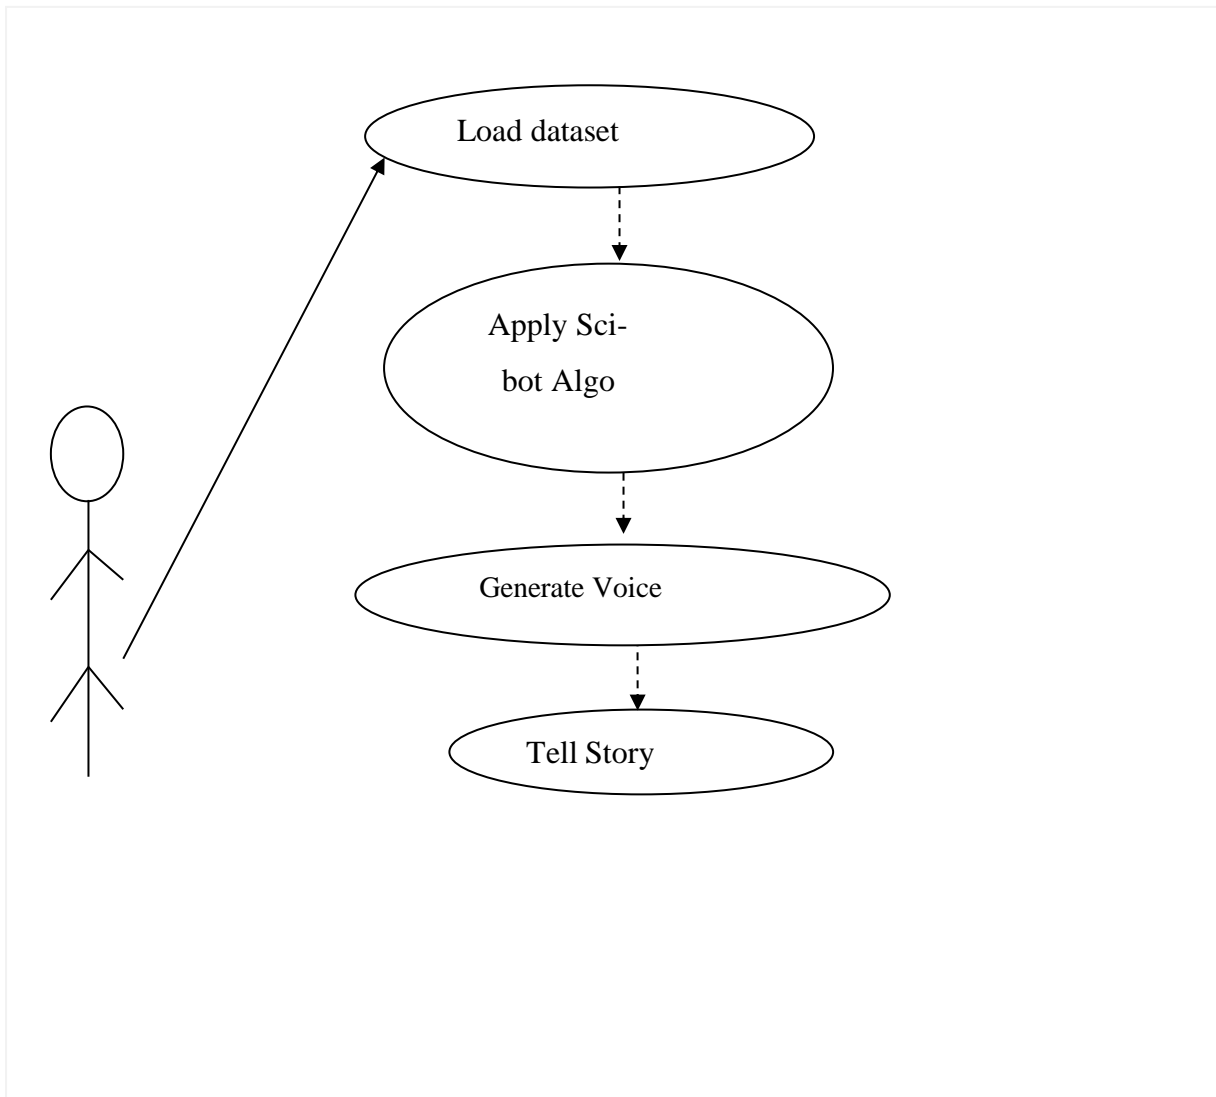 Load dataset
Apply Sci-
bot Algo
Generate Voice
Tell Story